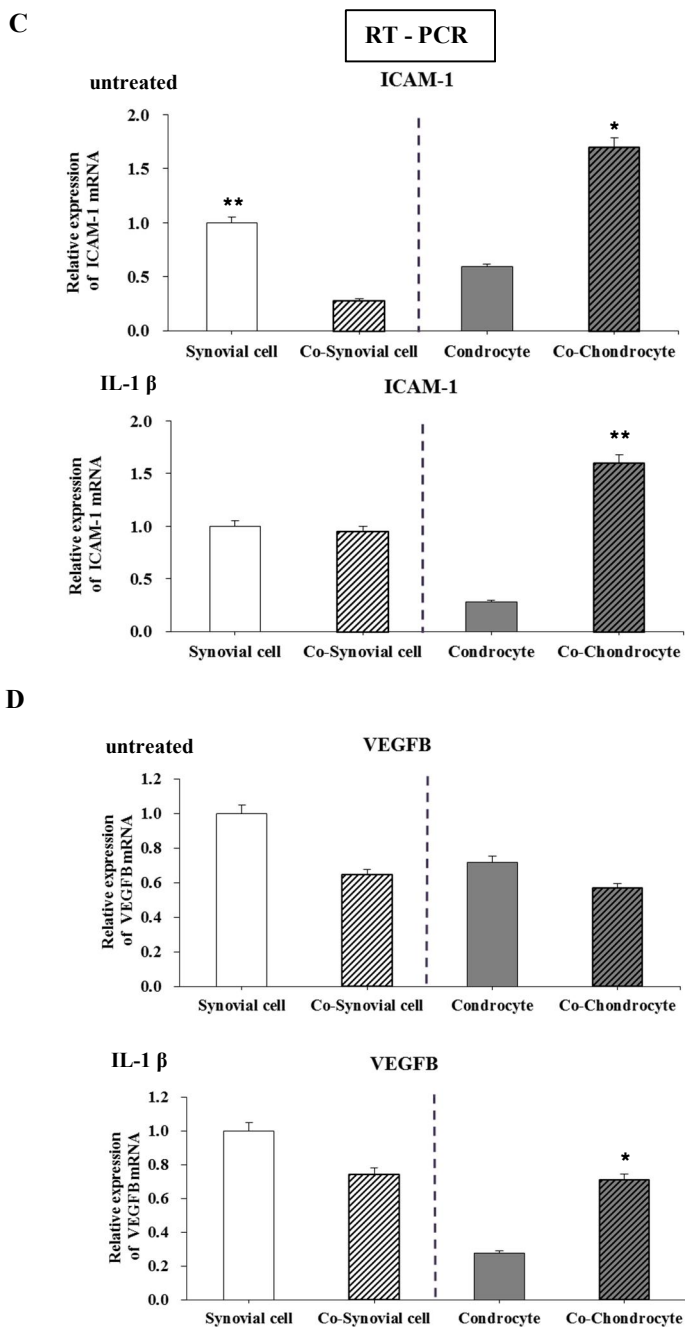 C
RT - PCR
untreated
ICAM-1
Relative expression
of ICAM-1 mRNA
2.0
1.5
1.0
0.5
0.0
**
*
Synovial cell
Co-Synovial cell
Condrocyte
Co-Chondrocyte
IL-1 β
ICAM-1
Relative expression
of ICAM-1 mRNA
2.0
1.5
1.0
0.5
0.0
**
Synovial cell
Co-Synovial cell
Condrocyte
Co-Chondrocyte
D
untreated
VEGFB
Relative expression
of VEGFB mRNA
1.2
1.0
0.8
0.6
0.4
0.2
0.0
Synovial cell
Co-Synovial cell
Condrocyte
Co-Chondrocyte
IL-1 β
VEGFB
Relative expression
of VEGFB mRNA
1.2
1.0
0.8
0.6
0.4
0.2
0.0
*
Synovial cell
Co-Synovial cell
Condrocyte
Co-Chondrocyte